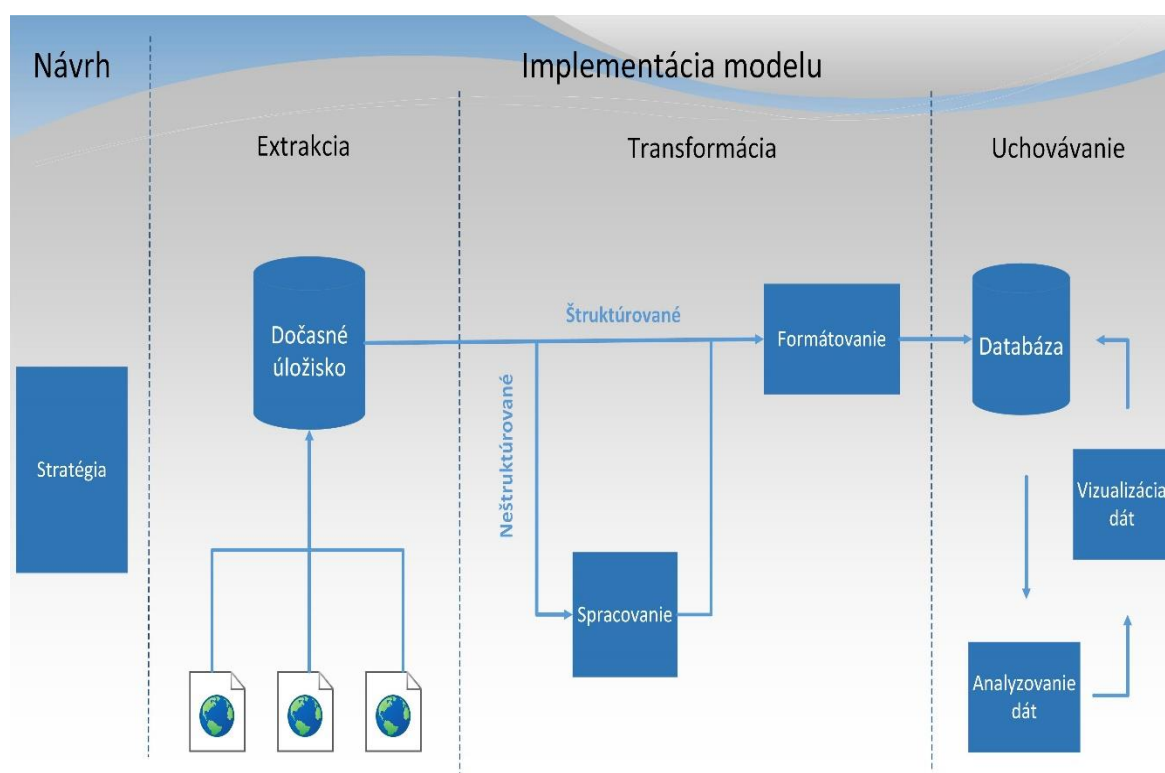 Návrh
Implementácia modelu
Extrakcia
Transformácia
Uchovávanie
Stratégia
Dočasné
úložisko
Štruktúrované
Neštruktúrované
Spracovanie
Formátovanie
Databáza
Vizualizácia
dát
Analyzovanie
dát